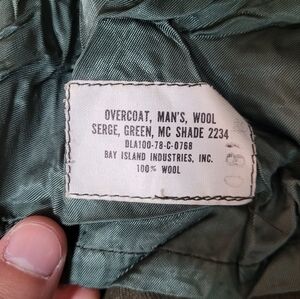 OVERCOAT, MAN'S, WOOL
SERGE, GREEN, MC SHADE 2234
DLA100-78-C-0768
BAY ISLAND INDUSTRIES, INC.
100% WOOL